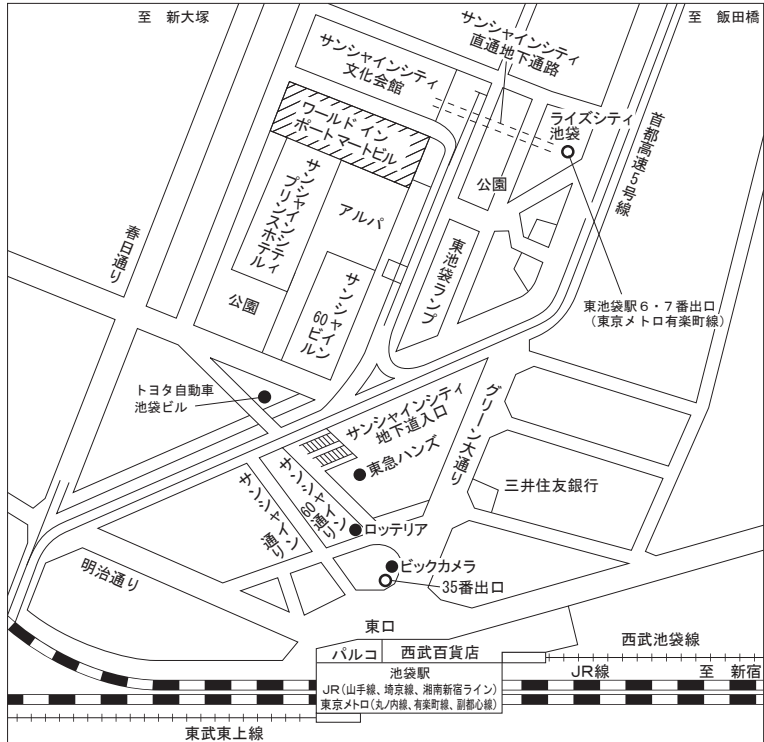 至 新大塚
サンシャインシティ
直通地下通路
至 飯田橋
サンシャインシティ
文化会館
ワールド イン
ポートマートビル
ライズシティ
池袋
首都高速5号線
公園
サンシャインシティ
プリンスホテル
アルパ
春日通り
東池袋ランプ
サンシャイン
60ビル
公園
東池袋駅6・7番出口
(東京メトロ有楽町線)
トヨタ自動車
池袋ビル
サンシャインシティ
地下道入口
グリーン大通り
東急ハンズ
三井住友銀行
サンシャイン
通り
サンシャイン
60通り
ロッテリア
ビックカメラ
35番出口
明治通り
東口
パルコ
西武百貨店
西武池袋線
池袋駅
JR(山手線、埼京線、湘南新宿ライン)
東京メトロ(丸ノ内線、有楽町線、副都心線)
JR線
至 新宿
東武東上線